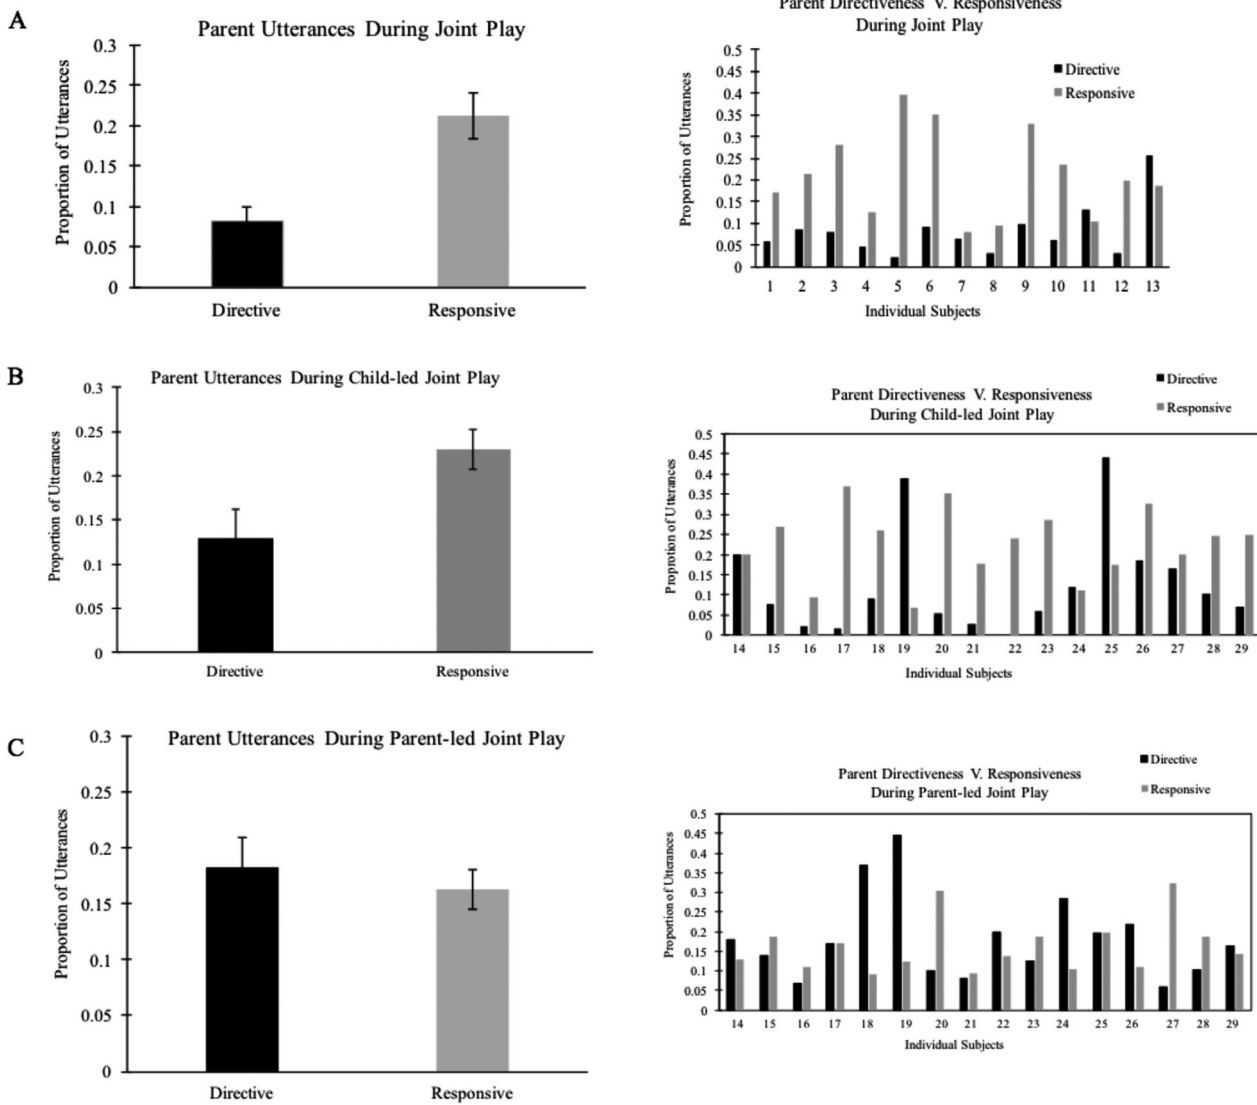 A
Parent Utterances During Joint Play
Proportion of Utterances
0.3
0.25
0.2
0.15
0.1
0.05
0
Directive
Responsive
Parent Directiveness V. Responsiveness
During Joint Play
Directive
Responsive
Proportion of Utterances
0.5
0.45
0.4
0.35
0.3
0.25
0.2
0.15
0.1
0.05
0
1 2 3 4 5 6 7 8 9 10 11 12 13
Individual Subjects
B
Parent Utterances During Child-led Joint Play
Proportion of Utterances
0.3
0.25
0.2
0.15
0.1
0.05
0
Directive
Responsive
Parent Directiveness V. Responsiveness
During Child-led Joint Play
Directive
Responsive
Proprotion of Utterances
0.5
0.45
0.4
0.35
0.3
0.25
0.2
0.15
0.1
0.05
0
14 15 16 17 18 19 20 21 22 23 24 25 26 27 28 29
Individual Subjects
C
Parent Utterances During Parent-led Joint Play
Proportion of Utterances
0.3
0.25
0.2
0.15
0.1
0.05
0
Directive
Responsive
Parent Directiveness V. Responsiveness
During Parent-led Joint Play
Directive
Responsive
Proportion of Utterances
0.5
0.45
0.4
0.35
0.3
0.25
0.2
0.15
0.1
0.05
0
14 15 16 17 18 19 20 21 22 23 24 25 26 27 28 29
Individual Subjects